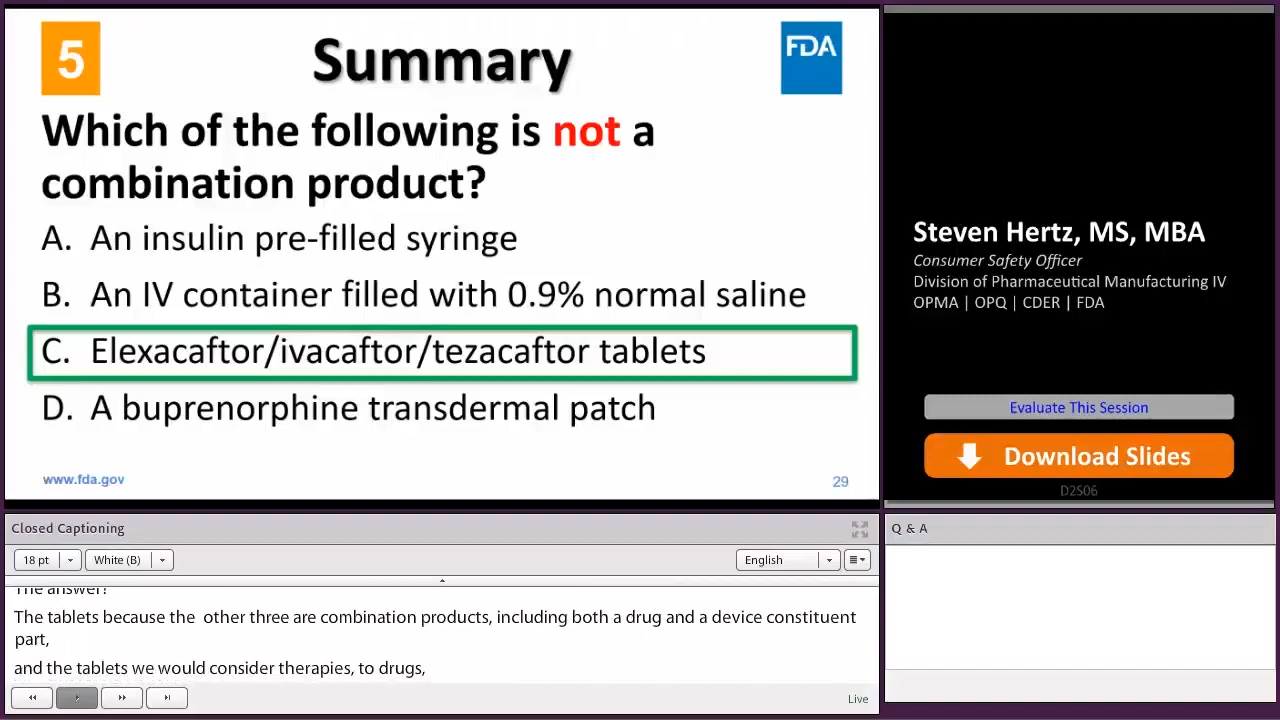 5
Summary
FDA
Which of the following is not a
combination product?
A. An insulin pre-filled syringe
B. An IV container filled with 0.9% normal saline
C. Elexacaftor/ivacaftor/tezacaftor tablets
D. A buprenorphine transdermal patch
www.fda.gov
29
Steven Hertz, MS, MBA
Consumer Safety Officer
Division of Pharmaceutical Manufacturing IV
OPMA | OPQ | CDER | FDA
Evaluate This Session
Download Slides
D2S06
Closed Captioning
18 pt
White (B)
English
The answer?
The tablets because the  other three are combination products, including both a drug and a device constituent
part,
and the tablets we would consider therapies, to drugs,
Live
Q & A